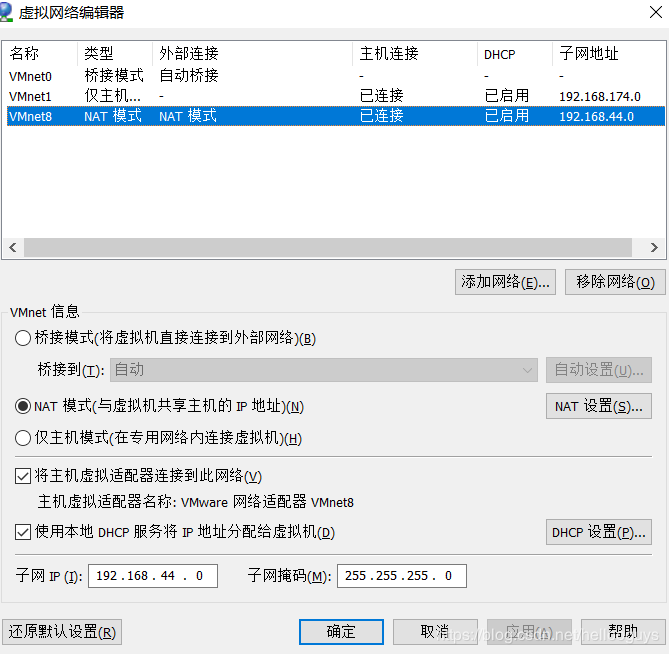 虚拟网络编辑器
名称 类型 外部连接 主机连接 DHCP 子网地址
VMnet0 桥接模式 自动桥接 - - -
VMnet1 仅主机... - 已连接 已启用 192.168.174.0
VMnet8 NAT 模式 NAT 模式 已连接 已启用 192.168.44.0
添加网络(E)... 移除网络(O)
VMnet 信息
桥接模式(将虚拟机直接连接到外部网络)(B)
桥接到(T): 自动 自动设置(U)...
NAT 模式(与虚拟机共享主机的 IP 地址)(N) NAT 设置(S)...
仅主机模式(在专用网络内连接虚拟机)(H)
将主机虚拟适配器连接到此网络(V)
主机虚拟适配器名称: VMware 网络适配器 VMnet8
使用本地 DHCP 服务将 IP 地址分配给虚拟机(D) DHCP 设置(P)...
子网 IP (I): 192.168.44.0 子网掩码(M): 255.255.255.0
还原默认设置(R) 确定 取消 应用(A) 帮助